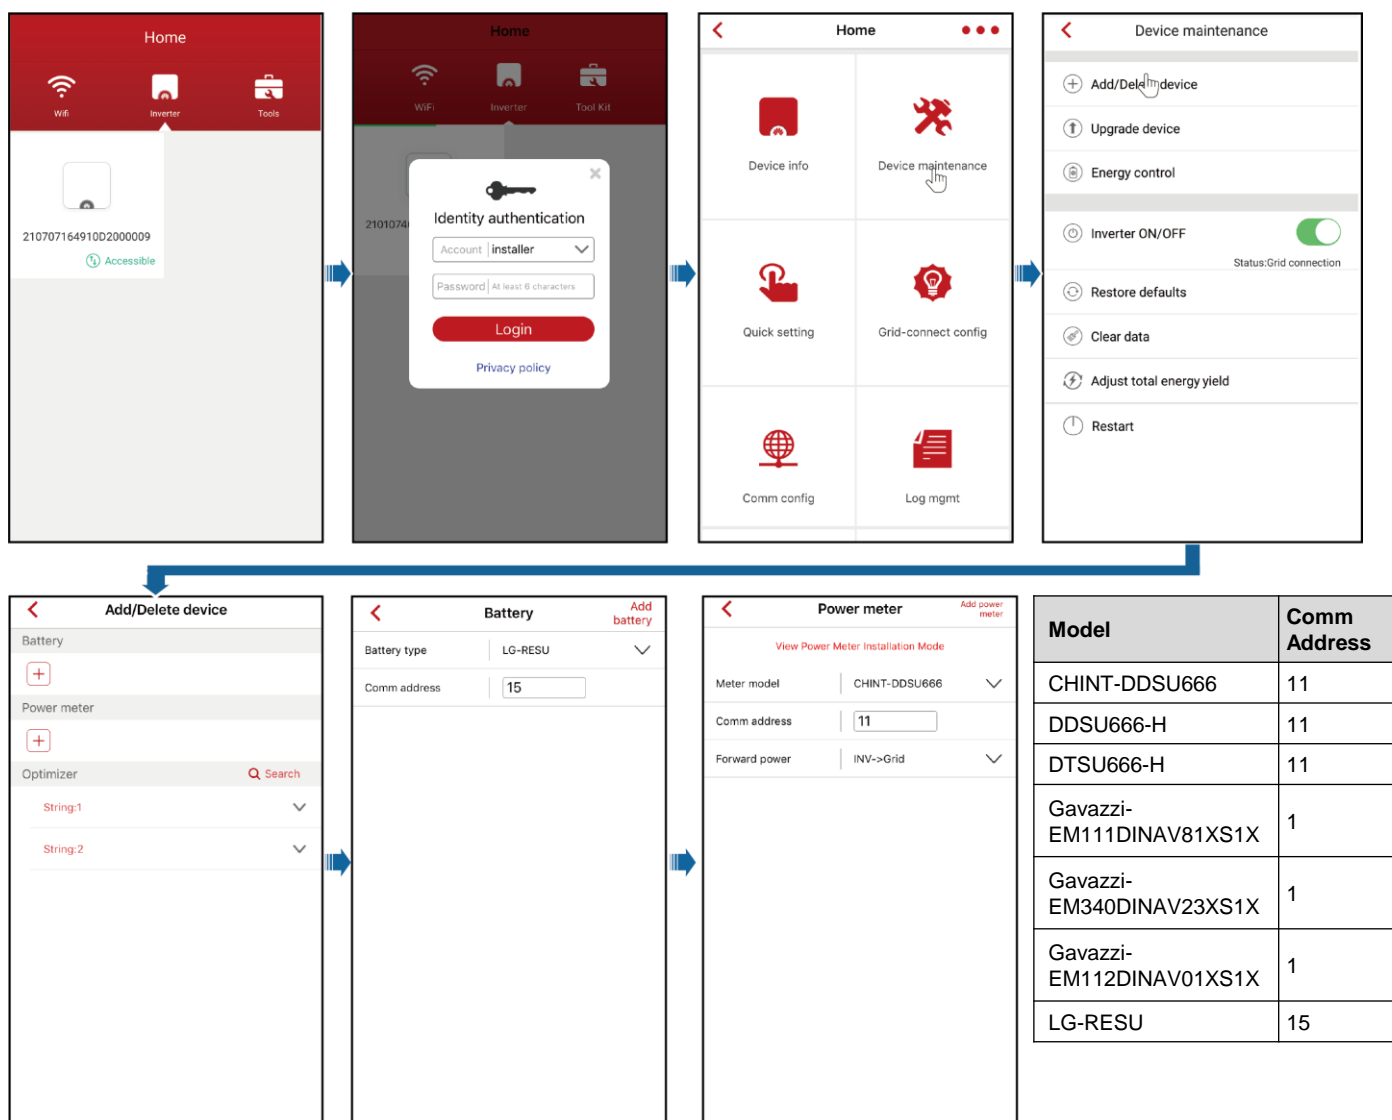 Home
Wifi
Inverter
Tools
210707164910D2000009
Accessible
Home
WiFi
Inverter
Tool Kit
2101074
Identity authentication
Account
installer
Password
At least 6 characters
Login
Privacy policy
Home
Device info
Device maintenance
Quick setting
Grid-connect config
Comm config
Log mgmt
Device maintenance
Add/Delete device
Upgrade device
Energy control
Inverter ON/OFF
Status:Grid connection
Restore defaults
Clear data
Adjust total energy yield
Restart
Add/Delete device
Battery
Power meter
Optimizer
Search
String:1
String:2
Battery
Add
battery
Battery type
LG-RESU
Comm address
15
Power meter
Add power
meter
View Power Meter Installation Mode
Meter model
CHINT-DDSU666
Comm address
11
Forward power
INV->Grid
Model
Comm
Address
CHINT-DDSU666
11
DDSU666-H
11
DTSU666-H
11
Gavazzi-
EM111DINAV81XS1X
1
Gavazzi-
EM340DINAV23XS1X
1
Gavazzi-
EM112DINAV01XS1X
1
LG-RESU
15